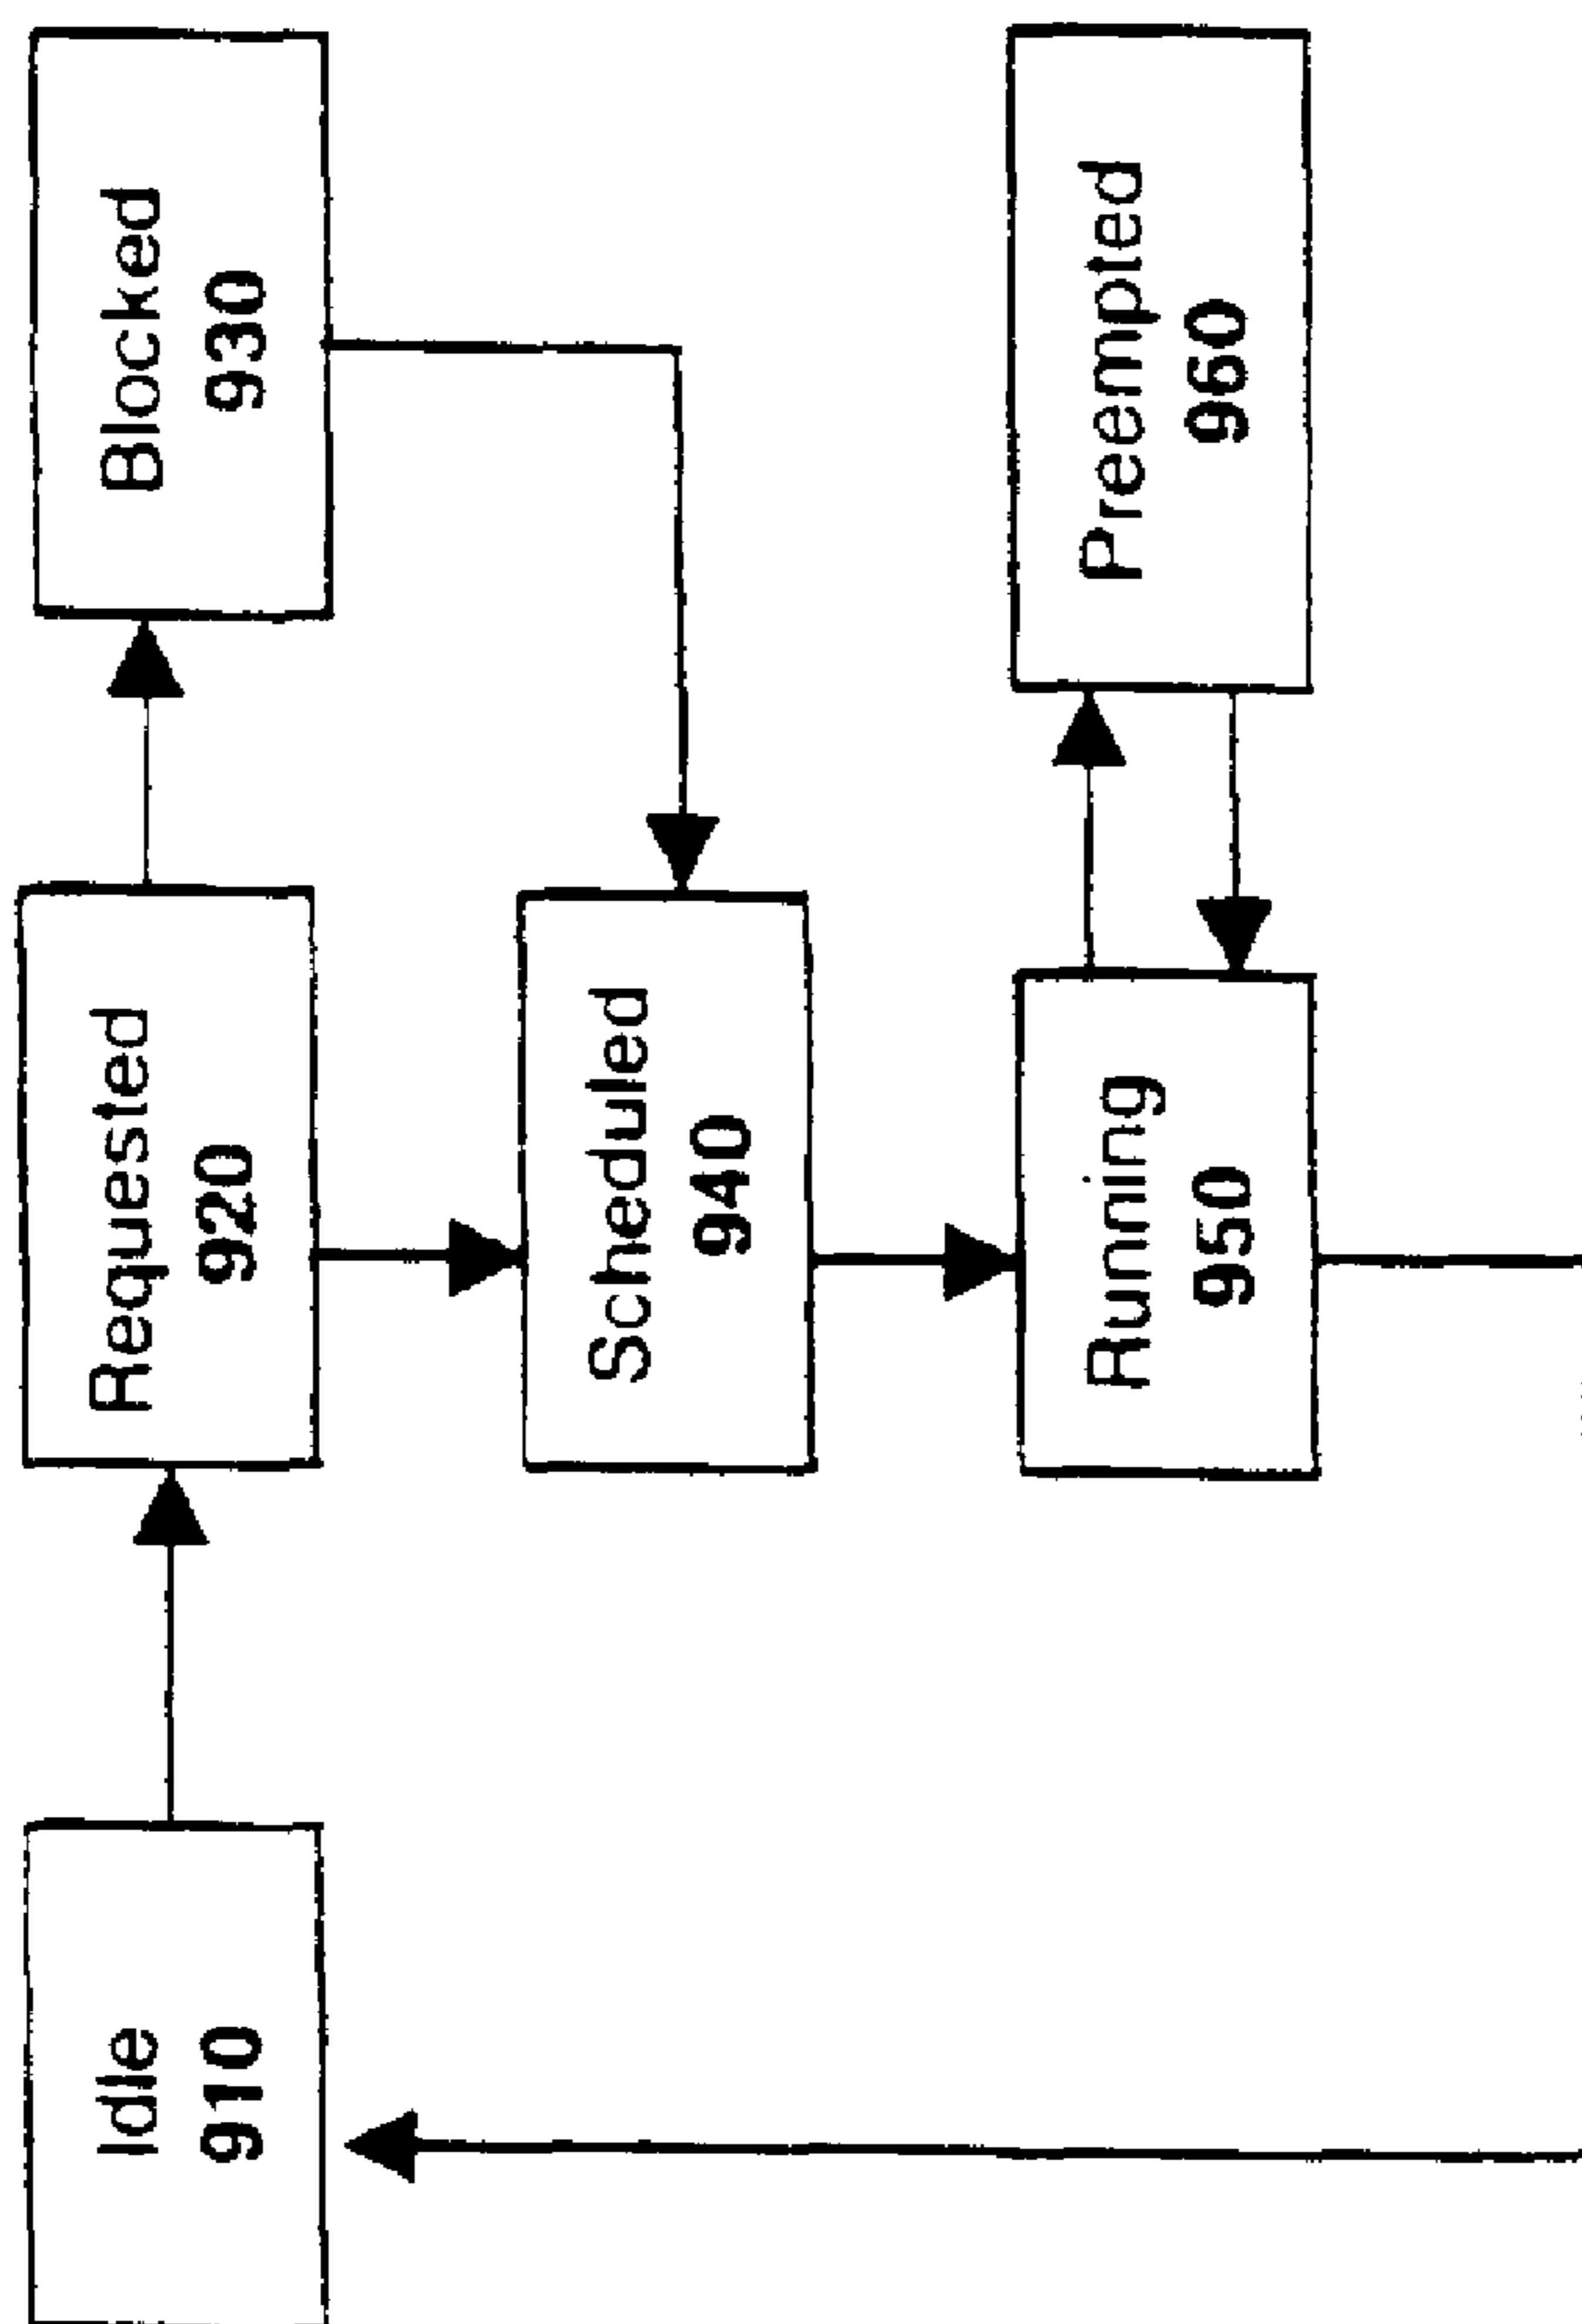 Idle
910
Requested
920
Blocked
930
Scheduled
940
Running
950
Preempted
960